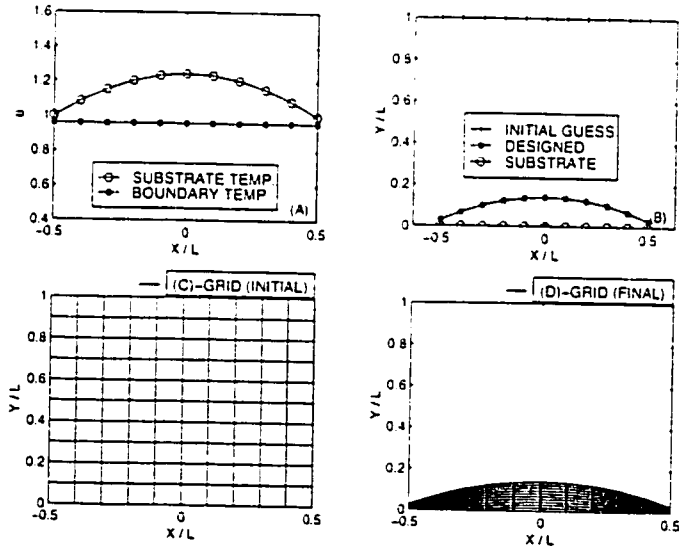 1.6
1.4
1.2
1
0.8
0.6
0.4
u
SUBSTRATE TEMP
BOUNDARY TEMP
(A)
-0.5
0
0.5
X / L
1
0.8
0.6
0.4
0.2
0
Y / L
INITIAL GUESS
DESIGNED
SUBSTRATE
B)
-0.5
0
0.5
X / L
(C)-GRID (INITIAL)
1
0.8
0.6
0.4
0.2
0
Y / L
-0.5
0
0.5
X / L
(D)-GRID (FINAL)
1
0.8
0.6
0.4
0.2
0
Y / L
-0.5
0
0.5
X / L